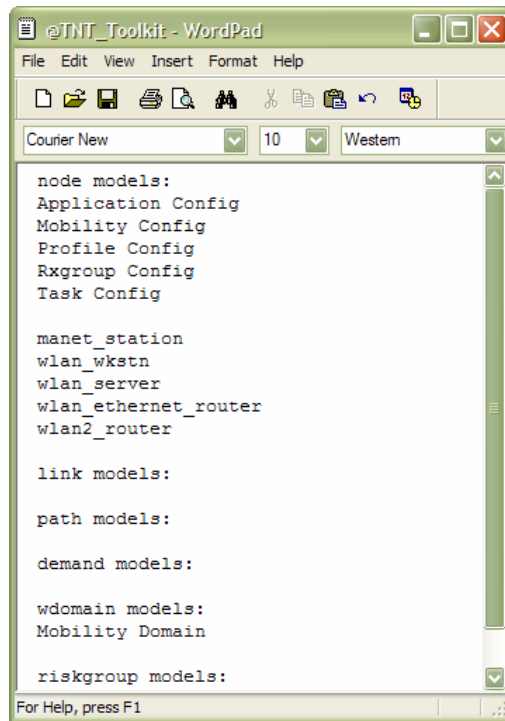 @TNT_Toolkit - WordPad
File Edit View Insert Format Help
Courier New 10 Western
node models:
Application Config
Mobility Config
Profile Config
Rxgroup Config
Task Config
manet_station
wlan_wkstn
wlan_server
wlan_ethernet_router
wlan2_router
link models:
path models:
demand models:
wdomain models:
Mobility Domain
riskgroup models:
For Help, press F1